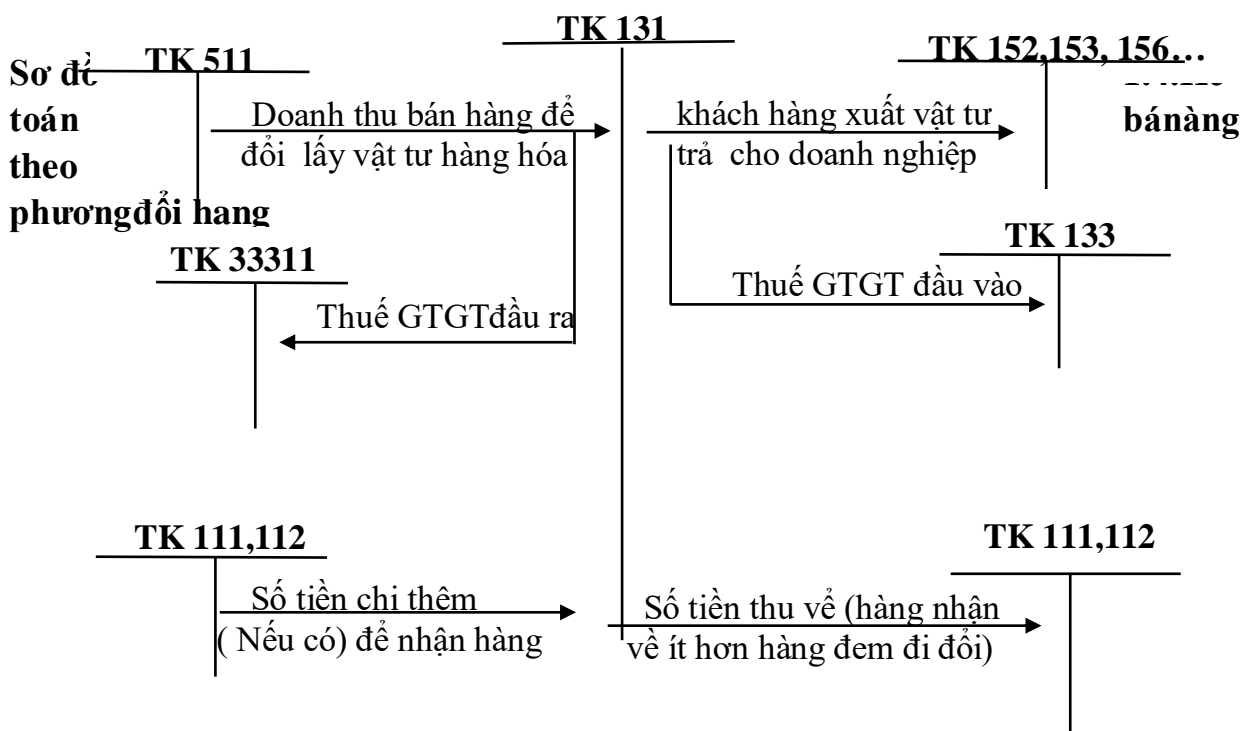 TK 131
TK 511
TK 152,153, 156…
Sơ đồ
toán
theo
phươngđổi hang
bánàng
Doanh thu bán hàng để
đổi lấy vật tư hàng hóa
khách hàng xuất vật tư
trả cho doanh nghiệp
TK 33311
TK 133
Thuế GTGTđầu ra
Thuế GTGT đầu vào
TK 111,112
TK 111,112
Số tiền chi thêm
( Nếu có) để nhận hàng
Số tiền thu về (hàng nhận
về ít hơn hàng đem đi đổi)